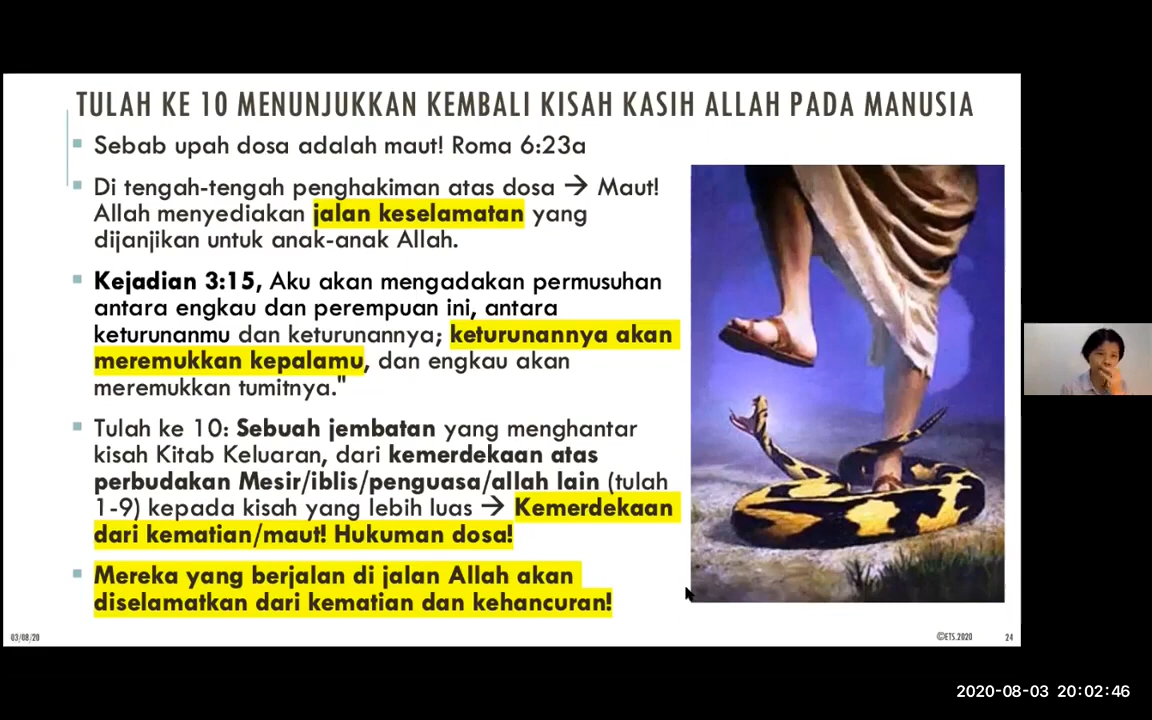 TULAH KE 10 MENUNJUKKAN KEMBALI KISAH KASIH ALLAH PADA MANUSIA
Sebab upah dosa adalah maut! Roma 6:23a
Di tengah-tengah penghakiman atas dosa → Maut!
Allah menyediakan jalan keselamatan yang
dijanjikan untuk anak-anak Allah.
Kejadian 3:15, Aku akan mengadakan permusuhan
antara engkau dan perempuan ini, antara
keturunanmu dan keturunannya; keturunannya akan
meremukkan kepalamu, dan engkau akan
meremukkan tumitnya."
Tulah ke 10: Sebuah jembatan yang menghantar
kisah Kitab Keluaran, dari kemerdekaan atas
perbudakan Mesir/iblis/penguasa/allah lain (tulah
1-9) kepada kisah yang lebih luas → Kemerdekaan
dari kematian/maut! Hukuman dosa!
Mereka yang berjalan di jalan Allah akan
diselamatkan dari kematian dan kehancuran!
03/08/20
©ETS.2020
24
2020-08-03 20:02:46